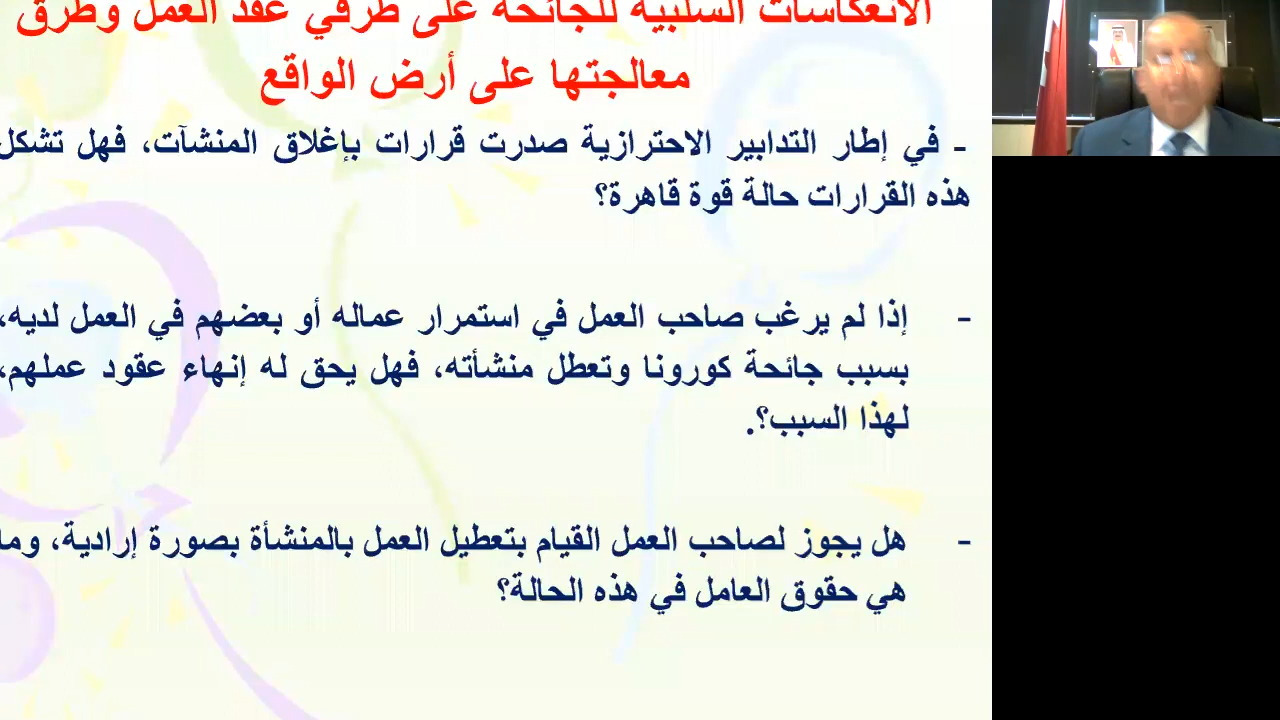 الانعكاسات السلبية للجائحة على طرفي عقد العمل وطرق
معالجتها على أرض الواقع
- في إطار التدابير الاحترازية صدرت قرارات بإغلاق المنشآت، فهل تشكل
هذه القرارات حالة قوة قاهرة؟
- إذا لم يرغب صاحب العمل في استمرار عماله أو بعضهم في العمل لديه،
بسبب جائحة كورونا وتعطل منشأته، فهل يحق له إنهاء عقود عملهم،
لهذا السبب؟.
- هل يجوز لصاحب العمل القيام بتعطيل العمل بالمنشأة بصورة إرادية، وما
هي حقوق العامل في هذه الحالة؟